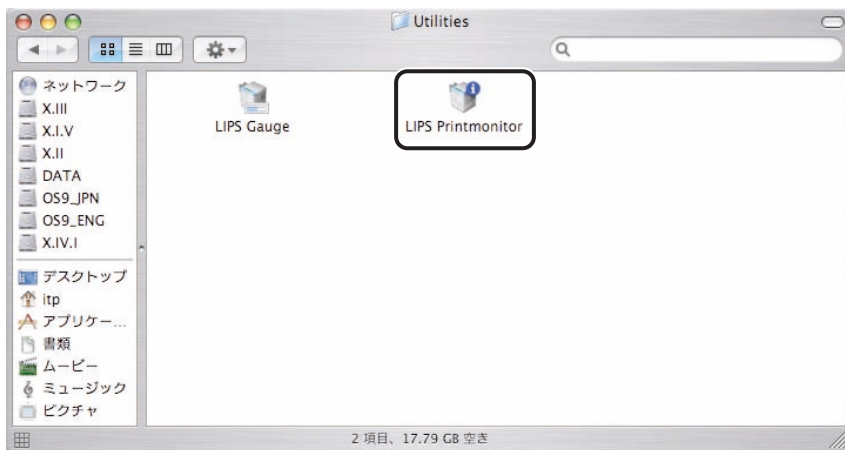 Utilities
ネットワーク
X.III
X.I.V
X.II
DATA
OS9_JPN
OS9_ENG
X.IV.I
デスクトップ
itp
アプリケー...
書類
ムービー
ミュージック
ピクチャ
LIPS Gauge
LIPS Printmonitor
2 項目、17.79 GB 空き